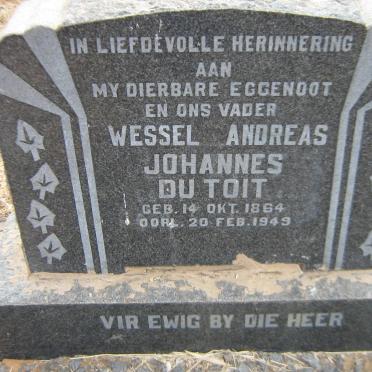 IN LIEFDEVOLLE HERINNERING
AAN
MY DIERBARE EGGENOOT
EN ONS VADER
WESSEL ANDREAS
JOHANNES
DU TOIT
GEB. 14 OKT. 1864
OORL. 20 FEB. 1949
VIR EWIG BY DIE HEER